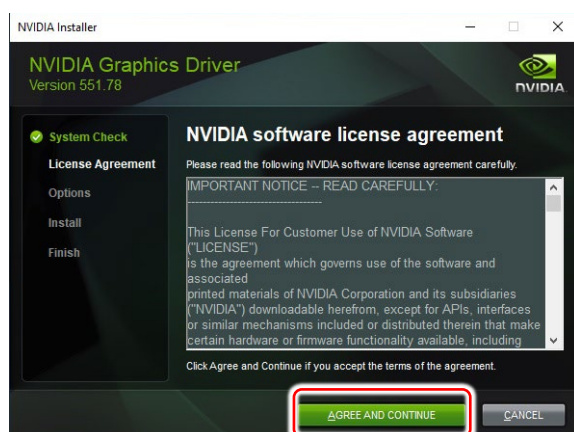 NVIDIA Installer
NVIDIA Graphics Driver
Version 551.78
NVIDIA
System Check
License Agreement
Options
Install
Finish
NVIDIA software license agreement
Please read the following NVIDIA software license agreement carefully.
IMPORTANT NOTICE -- READ CAREFULLY:
-----------------------------------
This License For Customer Use of NVIDIA Software
("LICENSE")
is the agreement which governs use of the software and
associated
printed materials of NVIDIA Corporation and its subsidiaries
("NVIDIA") downloadable herefrom, except for APIs, interfaces
or similar mechanisms included or distributed therein that make
certain hardware or firmware functionality available, including
Click Agree and Continue if you accept the terms of the agreement.
AGREE AND CONTINUE
CANCEL